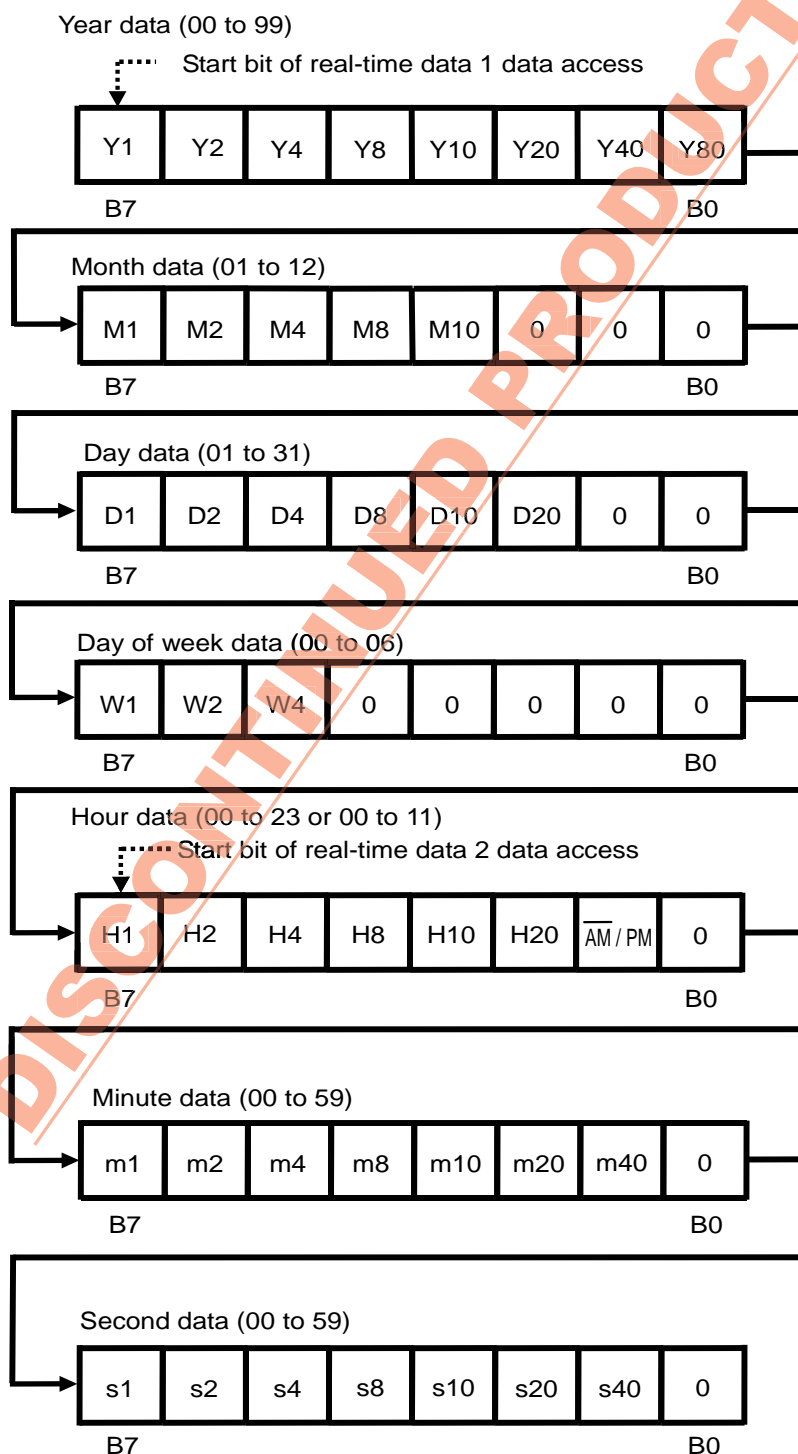 Year data (00 to 99)
Start bit of real-time data 1 data access
Y1 Y2 Y4 Y8 Y10 Y20 Y40 Y80
B7 B0
Month data (01 to 12)
M1 M2 M4 M8 M10 0 0 0
B7 B0
Day data (01 to 31)
D1 D2 D4 D8 D10 D20 0 0
B7 B0
Day of week data (00 to 06)
W1 W2 W4 0 0 0 0 0
B7 B0
Hour data (00 to 23 or 00 to 11)
Start bit of real-time data 2 data access
H1 H2 H4 H8 H10 H20 A̅M̅ / PM 0
B7 B0
Minute data (00 to 59)
m1 m2 m4 m8 m10 m20 m40 0
B7 B0
Second data (00 to 59)
s1 s2 s4 s8 s10 s20 s40 0
B7 B0
DISCONTINUED PRODUCT